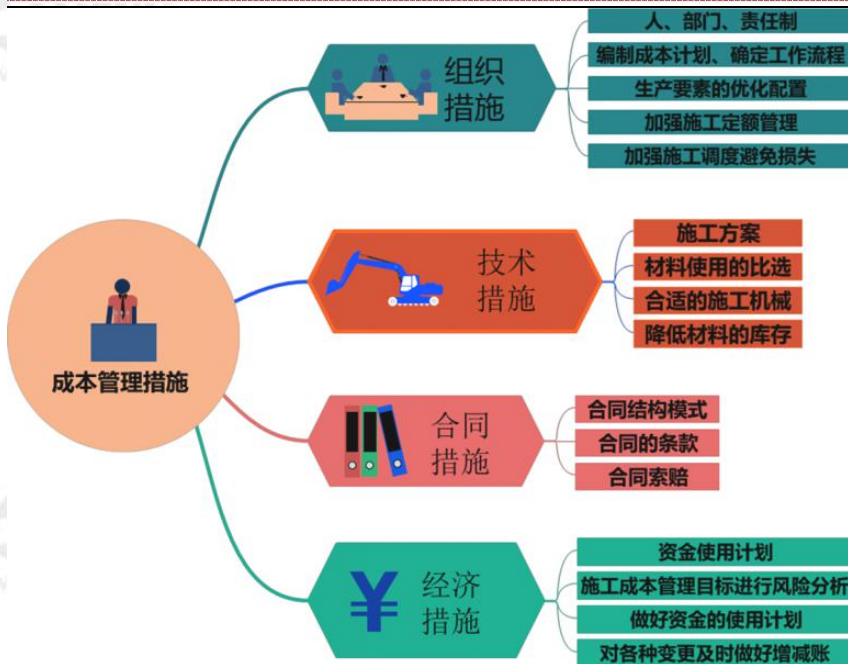 成本管理措施
组织
措施
人、部门、责任制
编制成本计划、确定工作流程
生产要素的优化配置
加强施工定额管理
加强施工调度避免损失
技术
措施
施工方案
材料使用的比选
合适的施工机械
降低材料的库存
合同
措施
合同结构模式
合同的条款
合同索赔
¥
经济
措施
资金使用计划
施工成本管理目标进行风险分析
做好资金的使用计划
对各种变更及时做好增减账